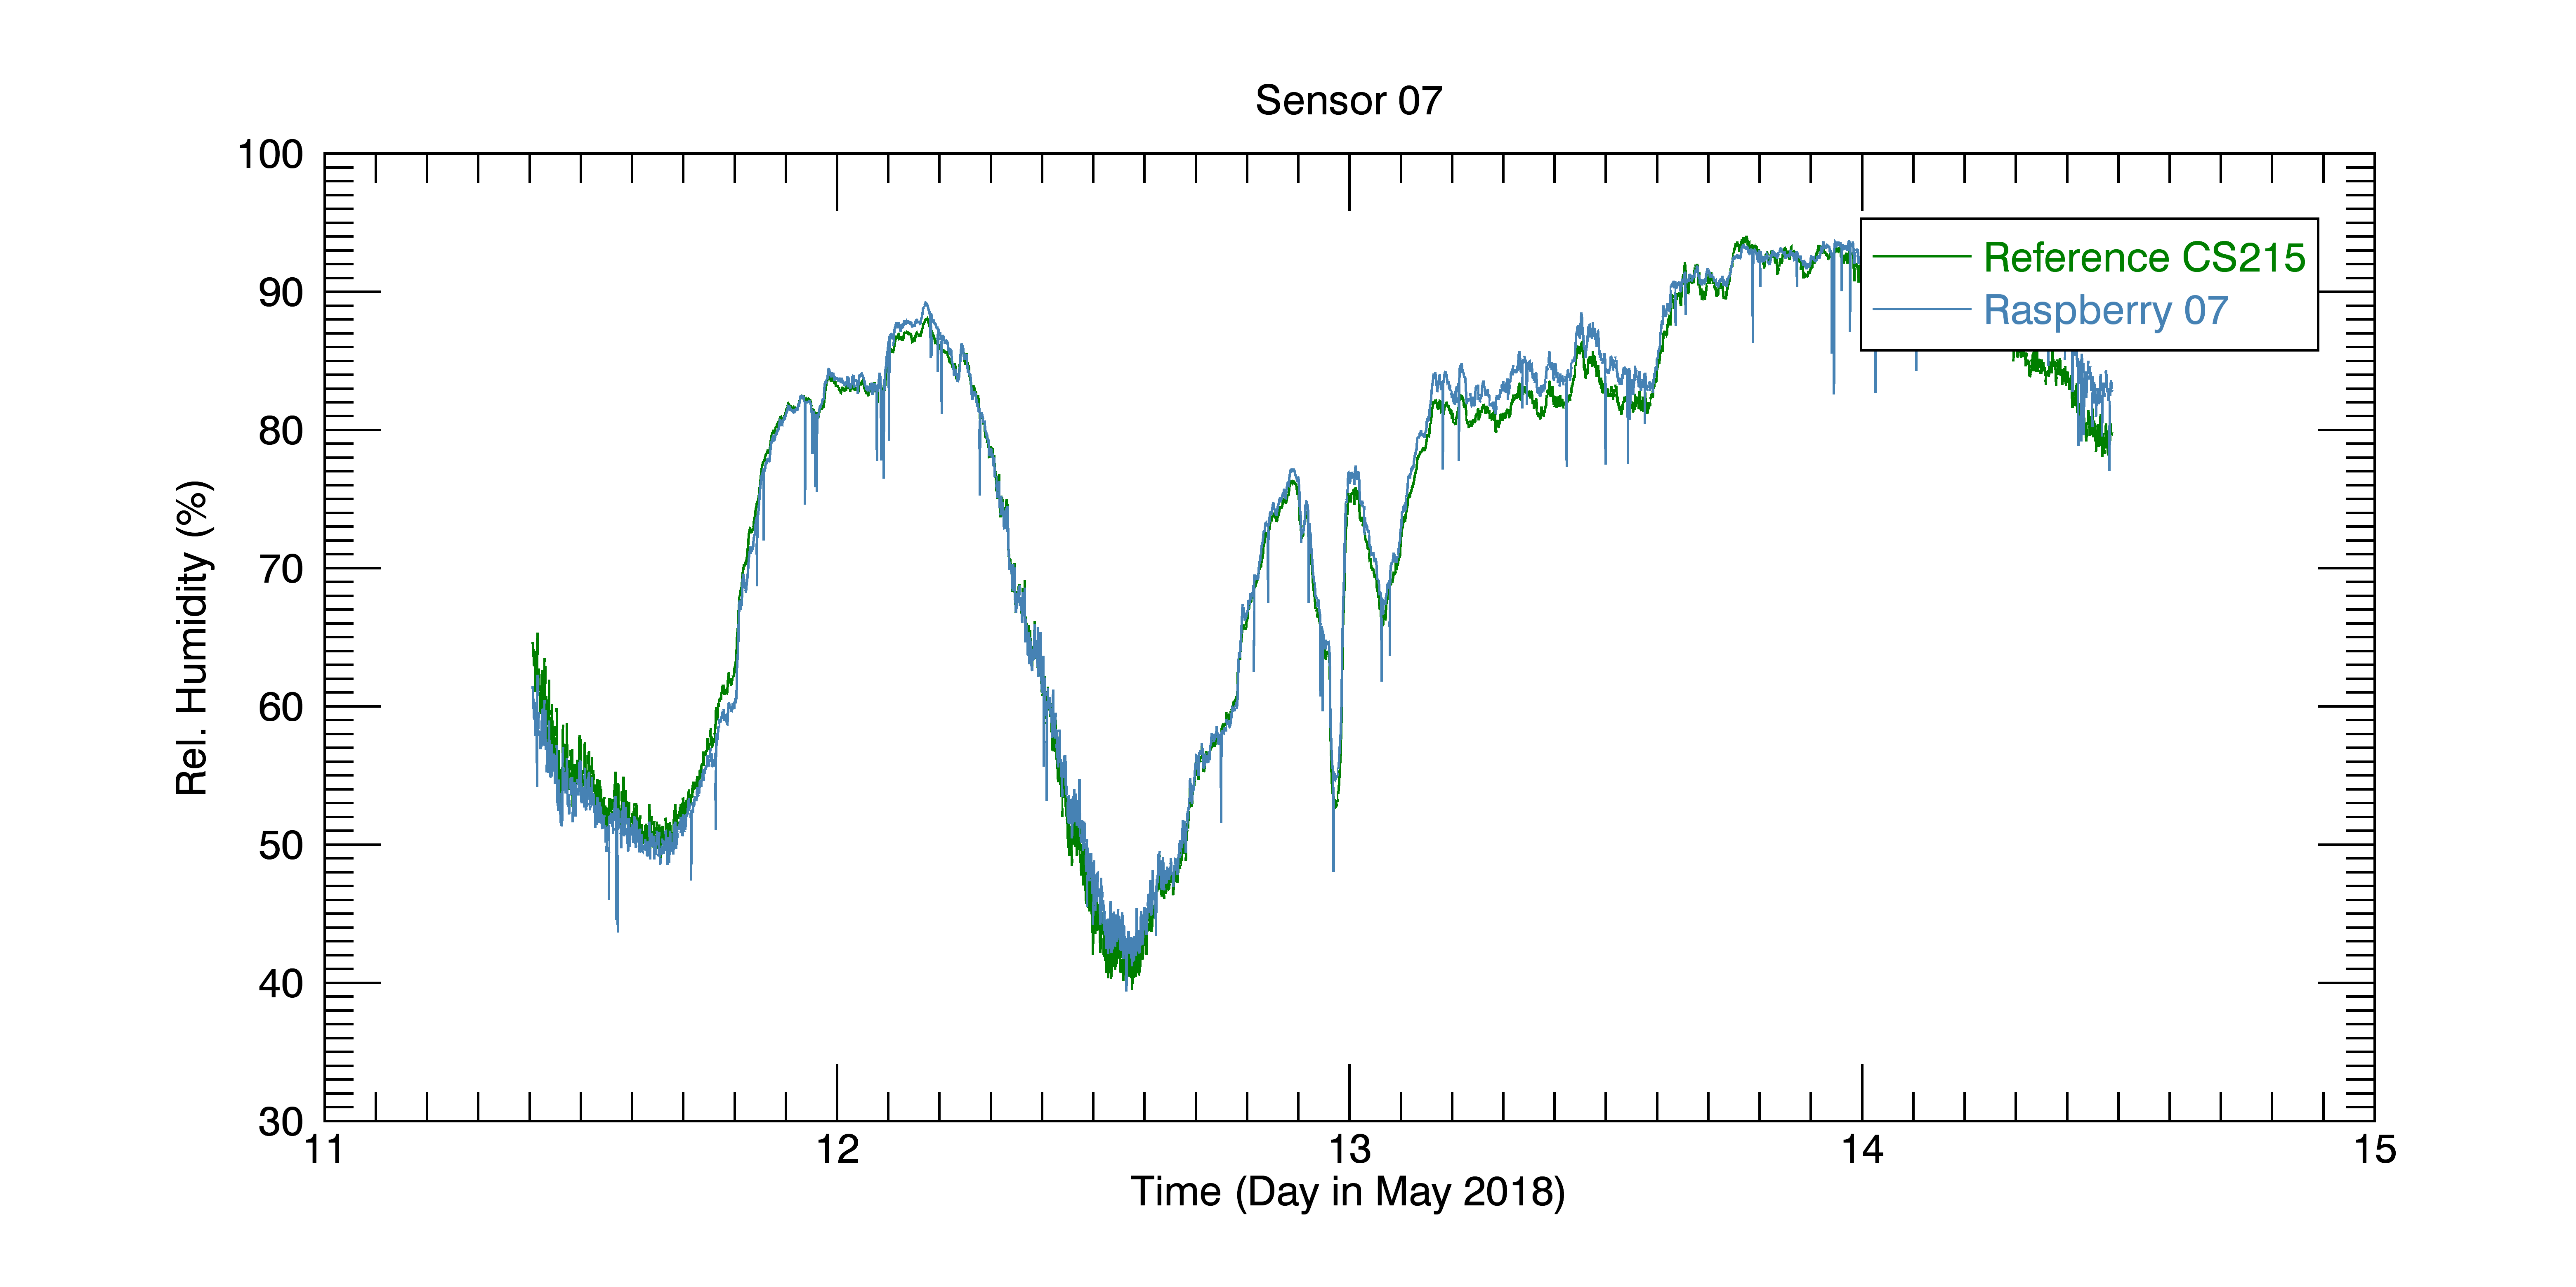 Sensor 07
100
90
80
70
60
50
40
30
Rel. Humidity (%)
Reference CS215
Raspberry 07
11 12 13 14 15
Time (Day in May 2018)